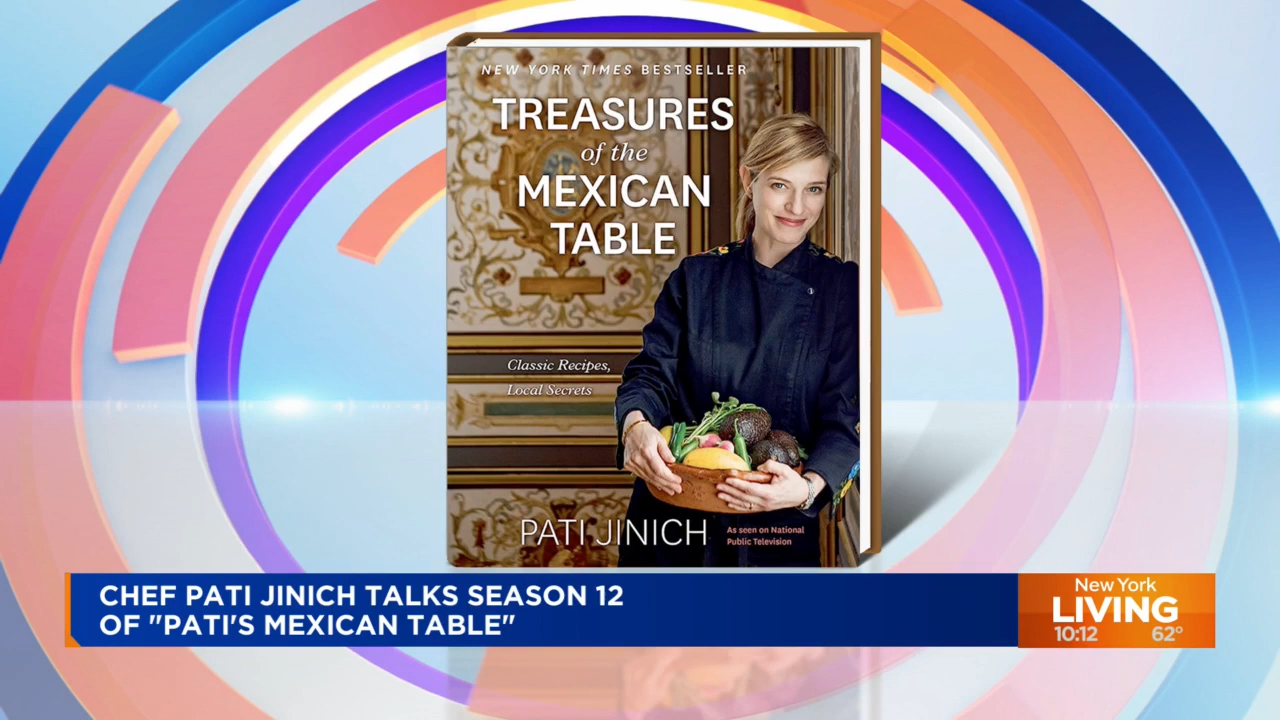 NEW YORK TIMES BESTSELLER
TREASURES
of the
MEXICAN
TABLE
Classic Recipes,
Local Secrets
PATI JINICH
As seen on National
Public Television
CHEF PATI JINICH TALKS SEASON 12
OF "PATI'S MEXICAN TABLE"
New York
LIVING
10:12 62°